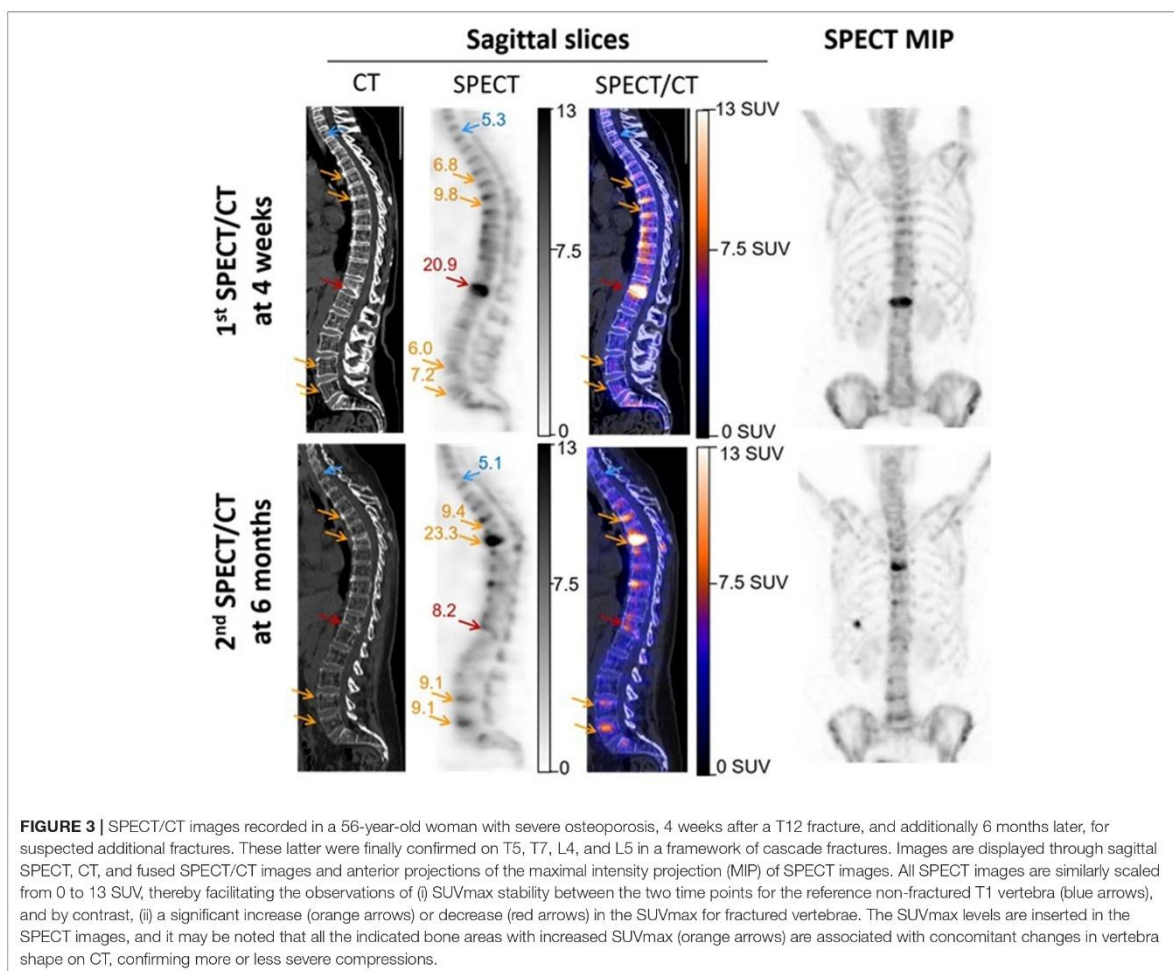 Sagittal slices
SPECT MIP
CT
SPECT
SPECT/CT
1st SPECT/CT
at 4 weeks
5.3
6.8
9.8
20.9
6.0
7.2
13
7.5
0
13 SUV
7.5 SUV
0 SUV
2nd SPECT/CT
at 6 months
5.1
9.4
23.3
8.2
9.1
9.1
13
7.5
0
13 SUV
7.5 SUV
0 SUV
FIGURE 3 | SPECT/CT images recorded in a 56-year-old woman with severe osteoporosis, 4 weeks after a T12 fracture, and additionally 6 months later, for
suspected additional fractures. These latter were finally confirmed on T5, T7, L4, and L5 in a framework of cascade fractures. Images are displayed through sagittal
SPECT, CT, and fused SPECT/CT images and anterior projections of the maximal intensity projection (MIP) of SPECT images. All SPECT images are similarly scaled
from 0 to 13 SUV, thereby facilitating the observations of (i) SUVmax stability between the two time points for the reference non-fractured T1 vertebra (blue arrows),
and by contrast, (ii) a significant increase (orange arrows) or decrease (red arrows) in the SUVmax for fractured vertebrae. The SUVmax levels are inserted in the
SPECT images, and it may be noted that all the indicated bone areas with increased SUVmax (orange arrows) are associated with concomitant changes in vertebra
shape on CT, confirming more or less severe compressions.